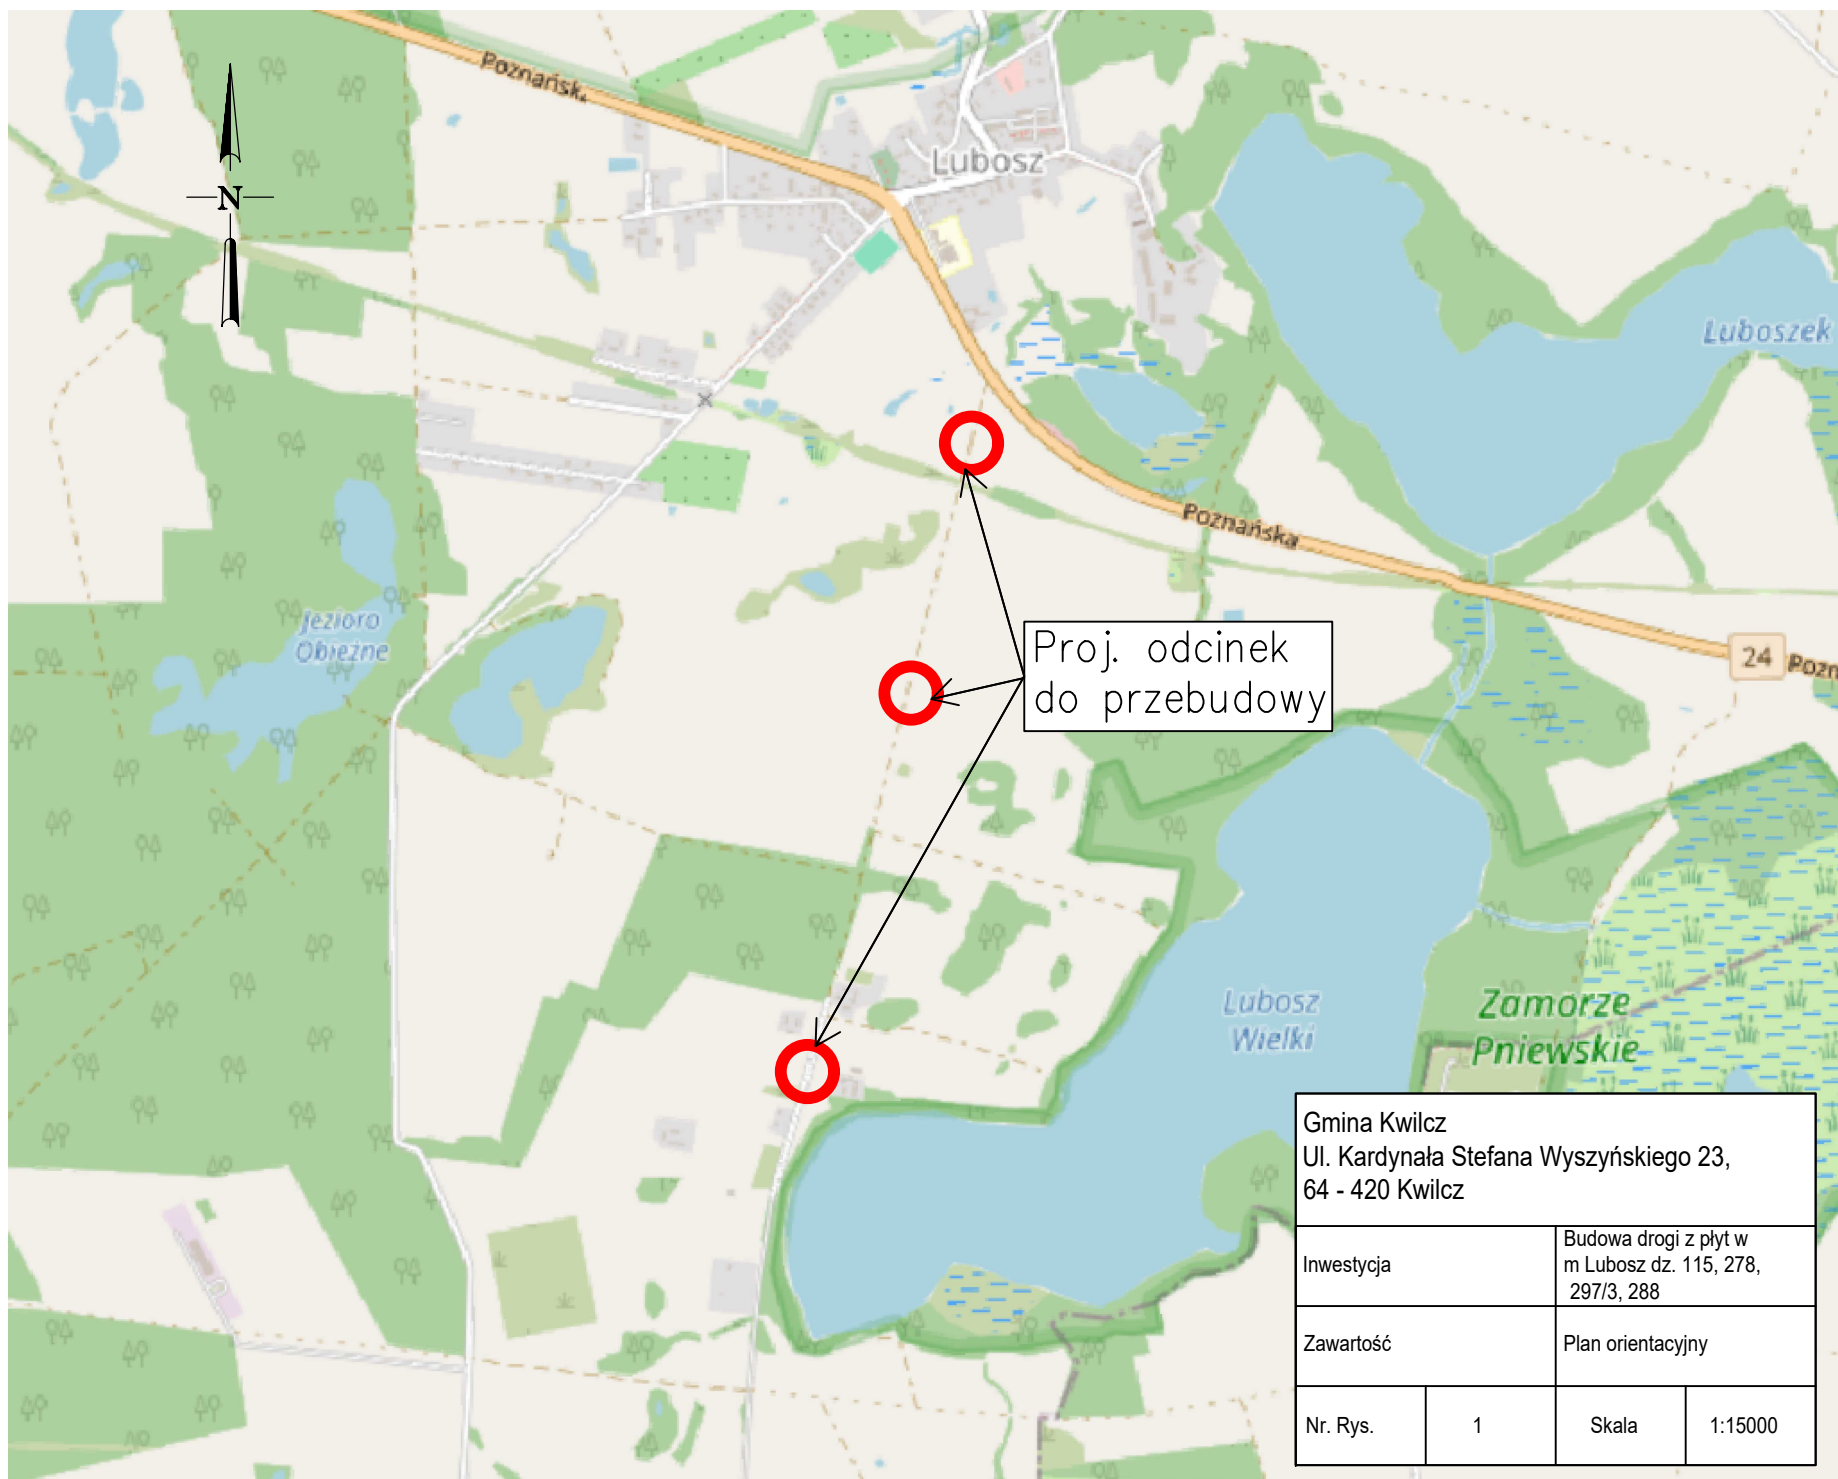 Poznańsk
Lubosz
N
Luboszek
Poznańska
Jezioro
Obieżne
Proj. odcinek
do przebudowy
24
Pozn
Lubosz
Wielki
Zamorze
Pniewskie
Gmina Kwilcz
Ul. Kardynała Stefana Wyszyńskiego 23,
64 - 420 Kwilcz
Inwestycja
Budowa drogi z płyt w
m Lubosz dz. 115, 278,
297/3, 288
Zawartość
Plan orientacyjny
Nr. Rys.
1
Skala
1:15000